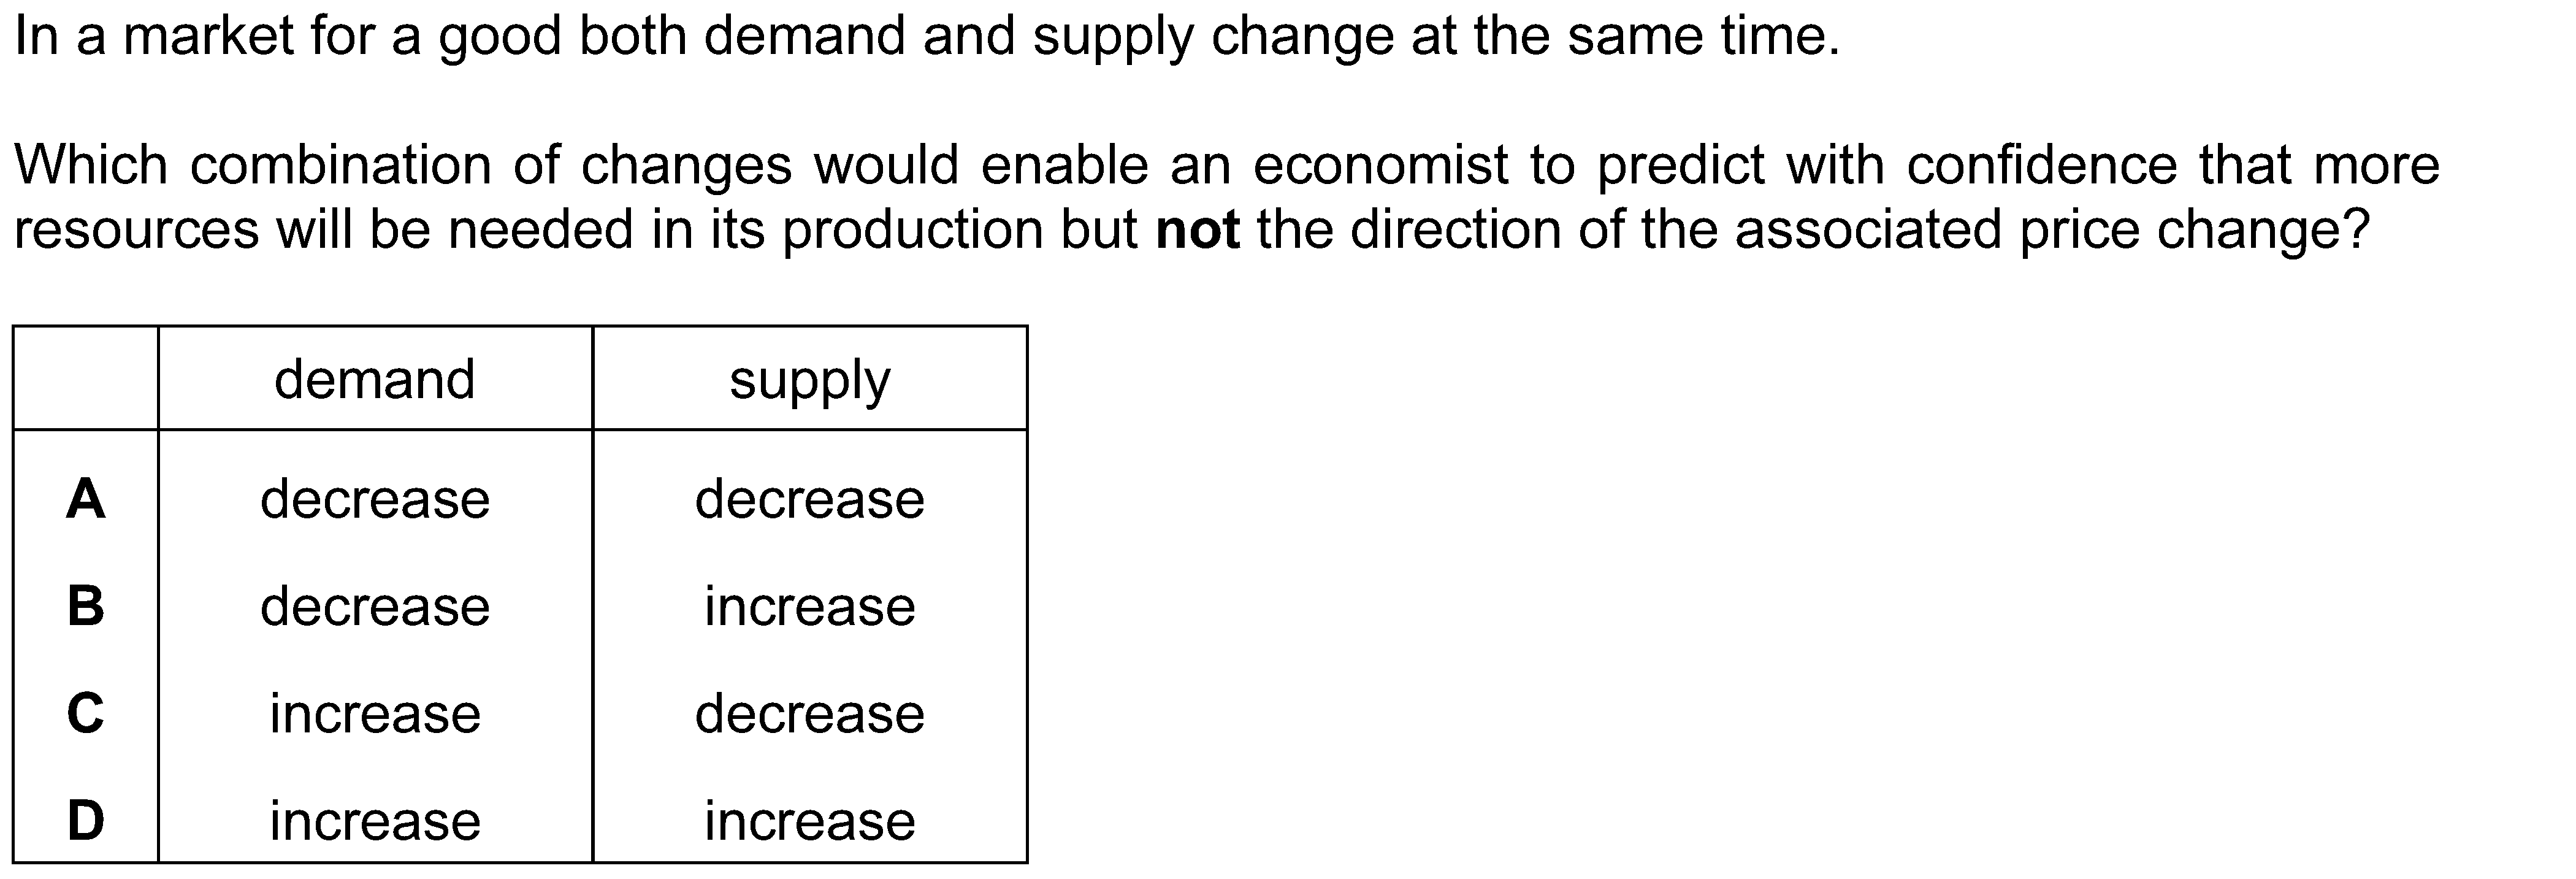 In a market for a good both demand and supply change at the same time.
Which combination of changes would enable an economist to predict with confidence that more
resources will be needed in its production but not the direction of the associated price change?
demand supply
A decrease decrease
B decrease increase
C increase decrease
D increase increase